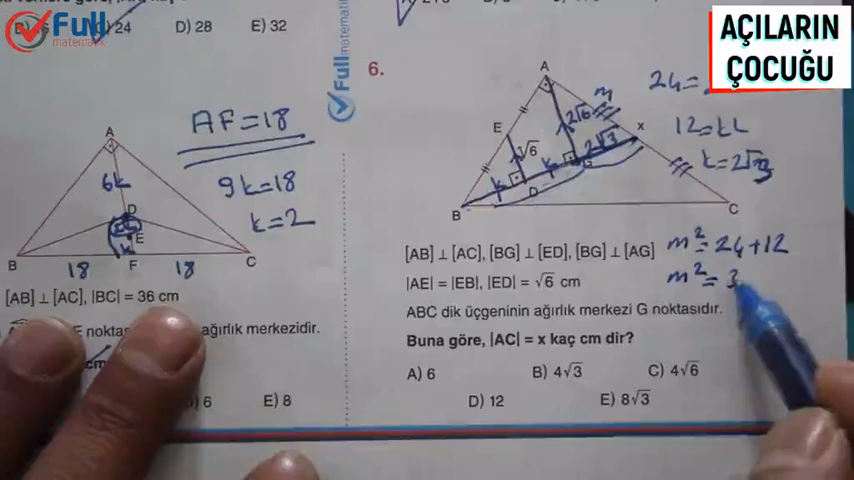 AÇILARIN
ÇOCUĞU
Full
matematik
24
D) 28
E) 32
Fullmatematik
AF=18
9k=18
k=2
A
6k
D
E
k
B
18
F
18
C
[AB] ⊥ [AC], |BC| = 36 cm
ağırlık merkezidir.
cm
D) 6
E) 8
6.
A
E
√6
2√6
m
2√3
x
k
k
D
G
B
C
24=
12=kk
k=2√3
[AB] ⊥ [AC], [BG] ⊥ [ED], [BG] ⊥ [AG]
|AE| = |EB|, |ED| = √6 cm
ABC dik üçgeninin ağırlık merkezi G noktasıdır.
Buna göre, |AC| = x kaç cm dir?
m²=24+12
m²=3
A) 6
B) 4√3
C) 4√6
D) 12
E) 8√3